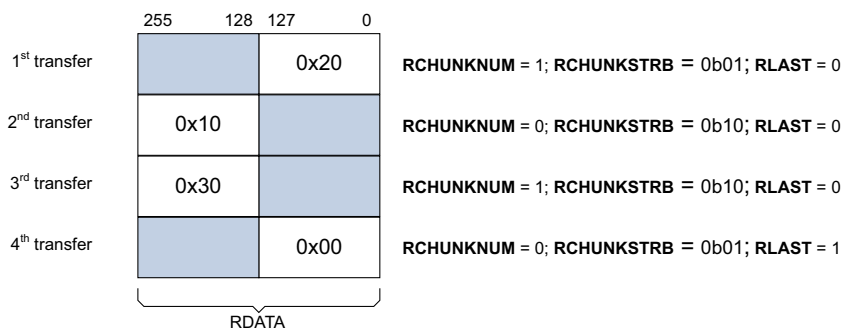 255 128 127 0
1st transfer 0x20 RCHUNKNUM = 1; RCHUNKSTRB = 0b01; RLAST = 0
2nd transfer 0x10 RCHUNKNUM = 0; RCHUNKSTRB = 0b10; RLAST = 0
3rd transfer 0x30 RCHUNKNUM = 1; RCHUNKSTRB = 0b10; RLAST = 0
4th transfer 0x00 RCHUNKNUM = 0; RCHUNKSTRB = 0b01; RLAST = 1
RDATA